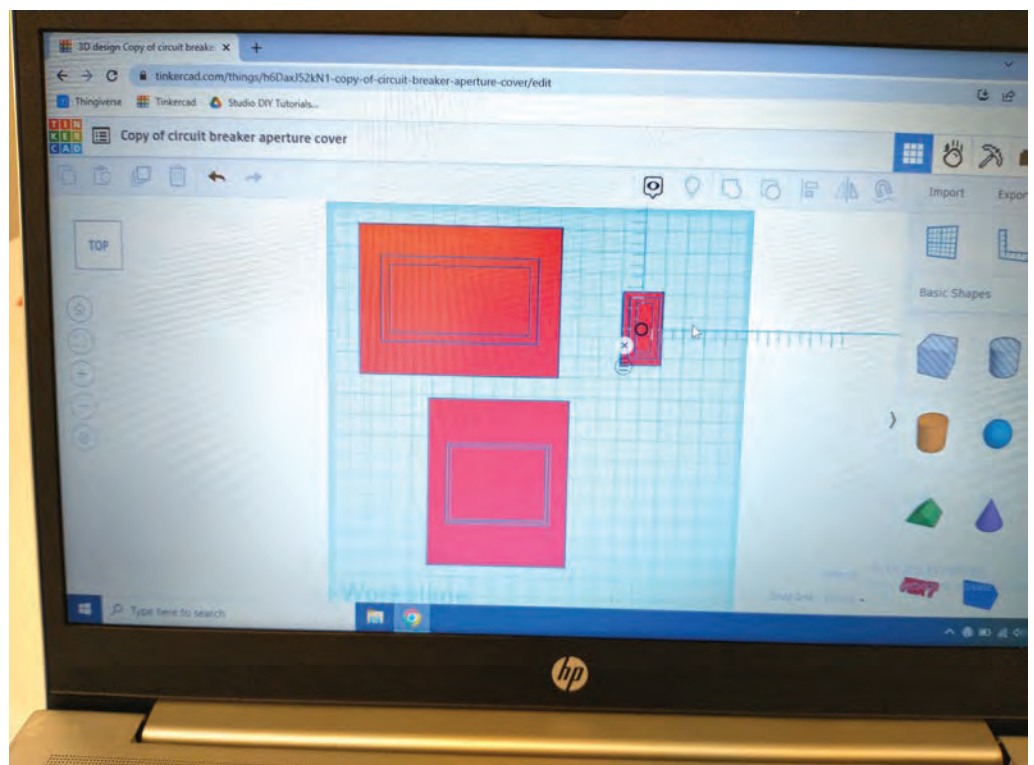 3D design Copy of circuit breake
tinkercad.com/things/h6DaxJ52kN1-copy-of-circuit-breaker-aperture-cover/edit
Thingiverse Tinkercad Studio DIY Tutorials...
TIN
KER
CAD
Copy of circuit breaker aperture cover
Import Expor
TOP
Basic Shapes
Workplane
TEXT
Type here to search
hp